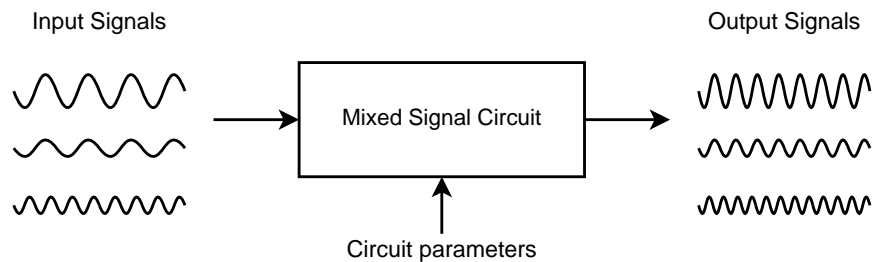 Input Signals
Output Signals
Mixed Signal Circuit
Circuit parameters